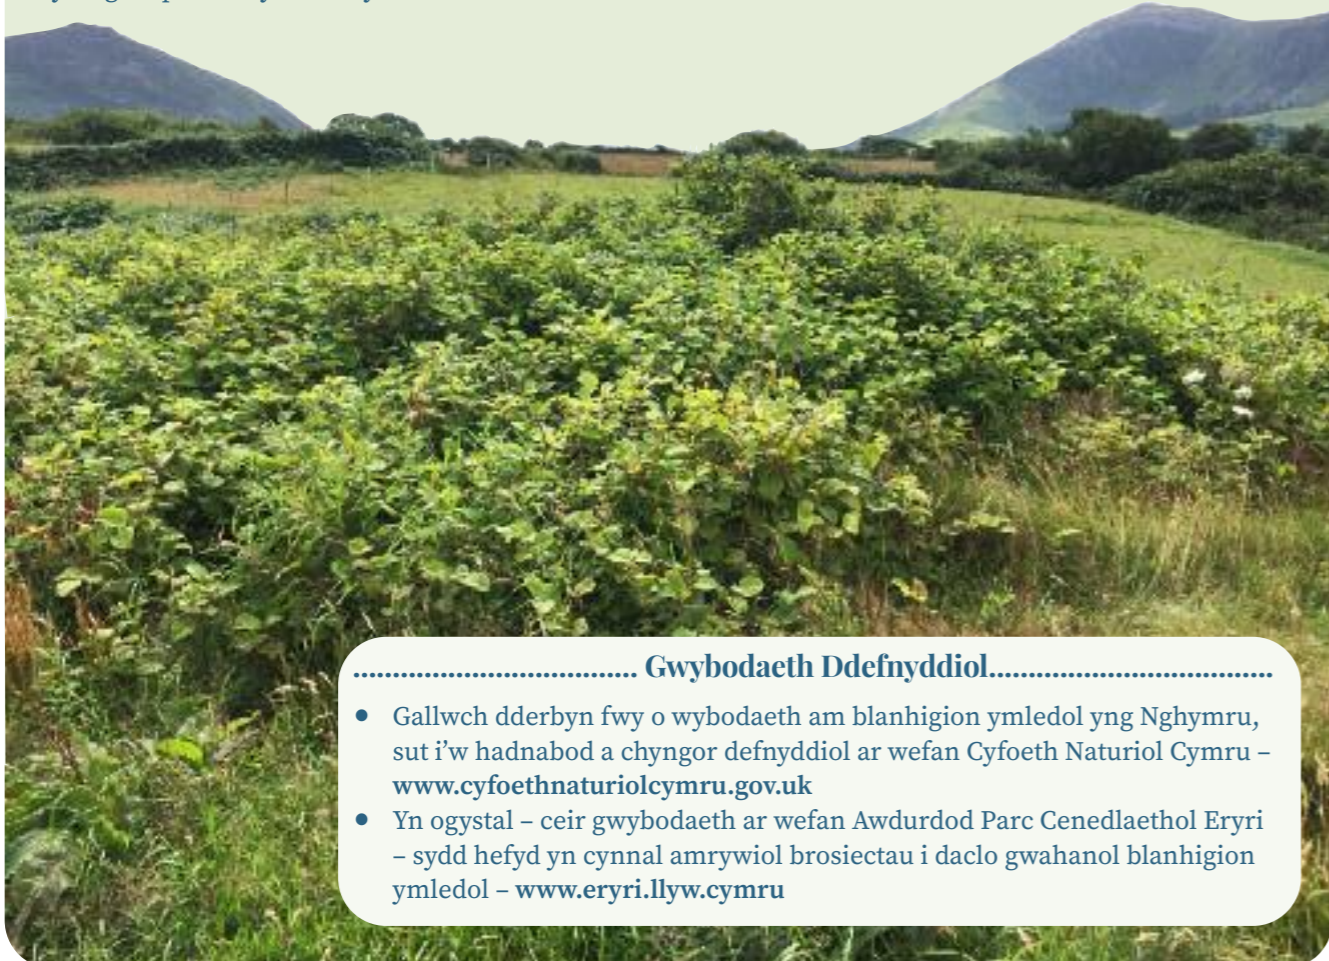 ................................... Gwybodaeth Ddefnyddiol...................................
• Gallwch dderbyn fwy o wybodaeth am blanhigion ymledol yng Nghymru,
sut i'w hadnabod a chyngor defnyddiol ar wefan Cyfoeth Naturiol Cymru –
www.cyfoethnaturiolcymru.gov.uk
• Yn ogystal – ceir gwybodaeth ar wefan Awdurdod Parc Cenedlaethol Eryri
– sydd hefyd yn cynnal amrywiol brosiectau i daclo gwahanol blanhigion
ymledol – www.eryri.llyw.cymru